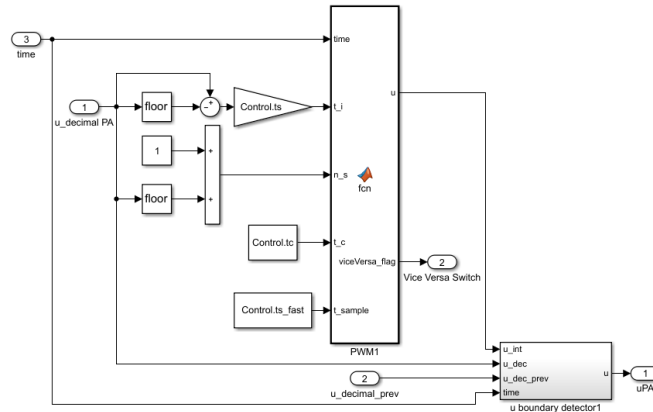 3
time
time
u
1
u_decimal PA
floor
Control.ts
t_i
1
+
floor
+
n_s
fcn
Control.tc
t_c
viceVersa_flag
2
Vice Versa Switch
Control.ts_fast
t_sample
PWM1
2
u_decimal_prev
u_int
u_dec
u_dec_prev
time
u
1
uPA
u boundary detector1